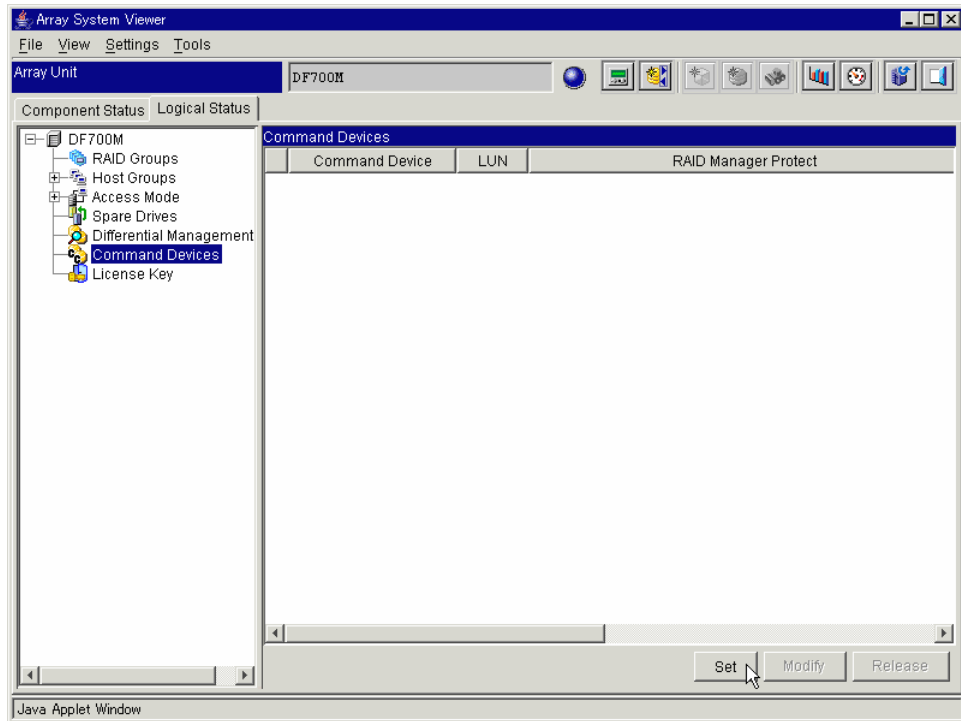 Array System Viewer
File View Settings Tools
Array Unit
DF700M
Component Status Logical Status
DF700M
RAID Groups
Host Groups
Access Mode
Spare Drives
Differential Management
Command Devices
License Key
Command Devices
Command Device LUN RAID Manager Protect
Set Modify Release
Java Applet Window